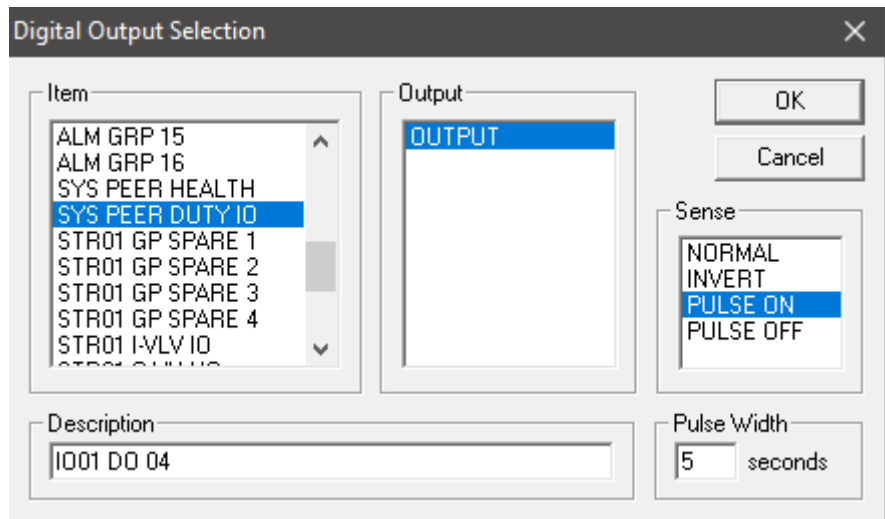 Digital Output Selection
Item
ALM GRP 15
ALM GRP 16
SYS PEER HEALTH
SYS PEER DUTY IO
STR01 GP SPARE 1
STR01 GP SPARE 2
STR01 GP SPARE 3
STR01 GP SPARE 4
STR01 I-VLV IO
Output
OUTPUT
OK
Cancel
Sense
NORMAL
INVERT
PULSE ON
PULSE OFF
Description
IO01 DO 04
Pulse Width
5 seconds